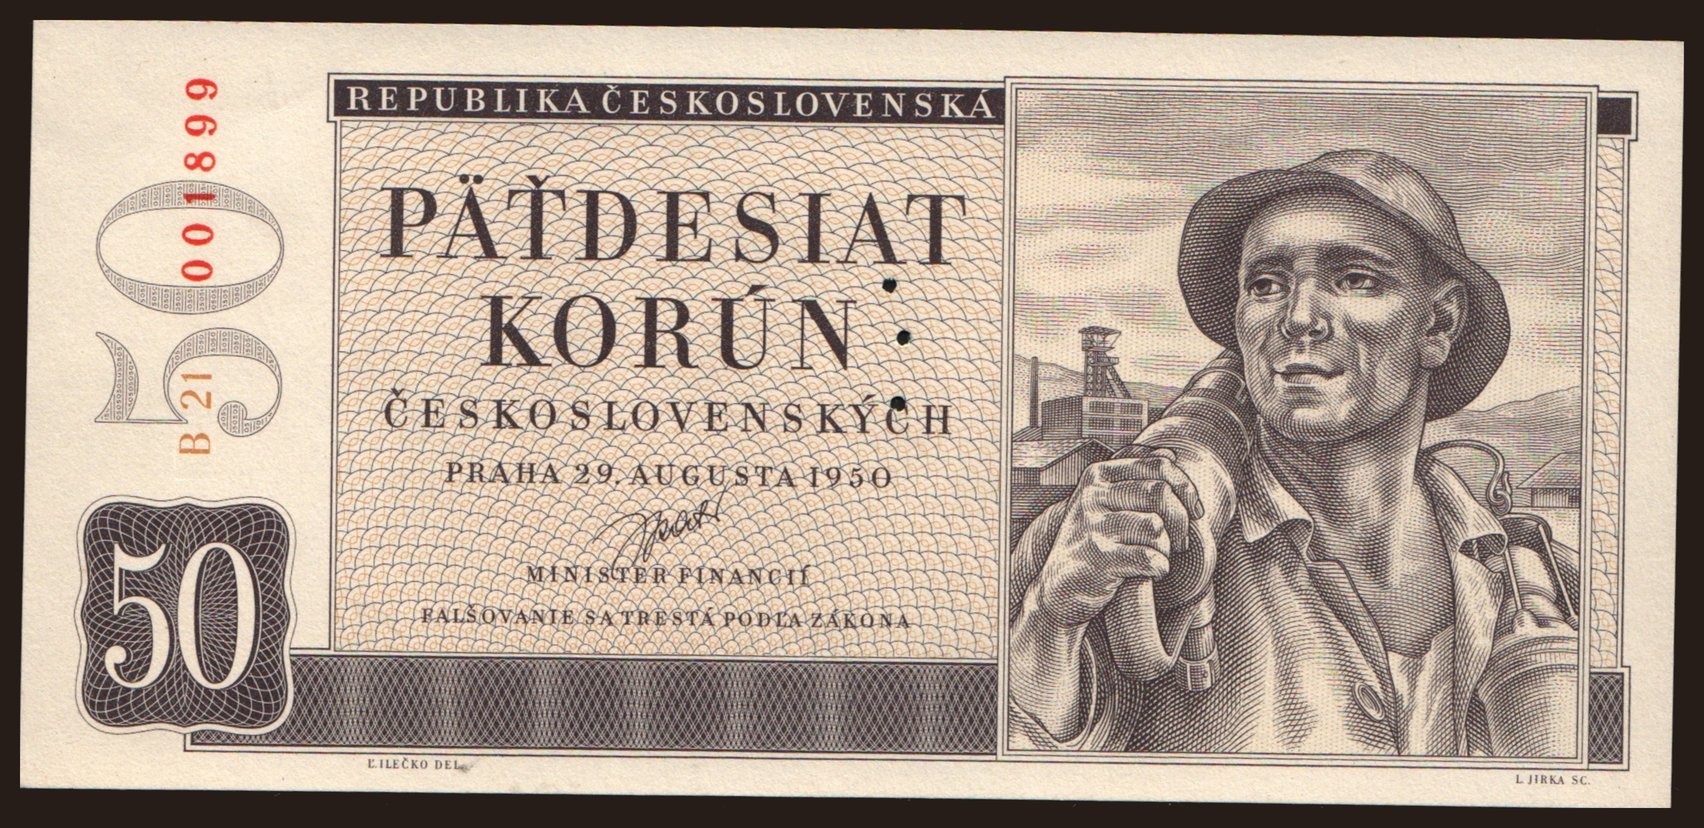 REPUBLIKA ČESKOSLOVENSKÁ
PÄŤDESIAT
KORÚN
ČESKOSLOVENSKÝCH
PRAHA 29. AUGUSTA 1950
MINISTER FINANCIÍ
FALŠOVANIE SA TRESTÁ PODĽA ZÁKONA
B 21 001899
50
50
Ľ. ILEČKO DEL.
L. JIRKA SC.